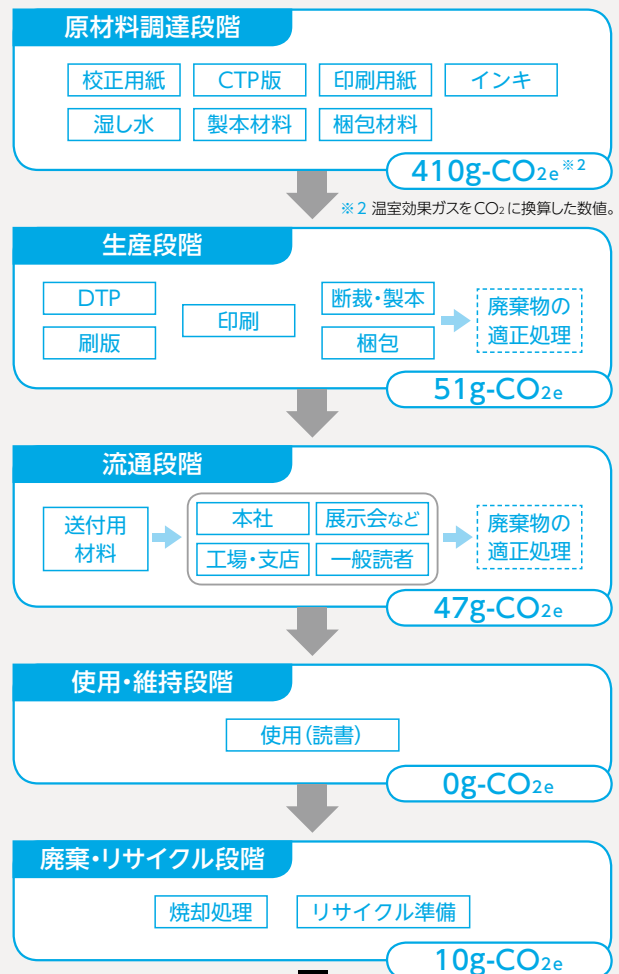 原材料調達段階
校正用紙 CTP版 印刷用紙 インキ
湿し水 製本材料 梱包材料
410g-CO2e※2
※2 温室効果ガスをCO2に換算した数値。
生産段階
DTP
刷版
印刷
断裁・製本
梱包
廃棄物の
適正処理
51g-CO2e
流通段階
送付用
材料
本社 展示会など
工場・支店 一般読者
廃棄物の
適正処理
47g-CO2e
使用・維持段階
使用(読書)
0g-CO2e
廃棄・リサイクル段階
焼却処理 リサイクル準備
10g-CO2e